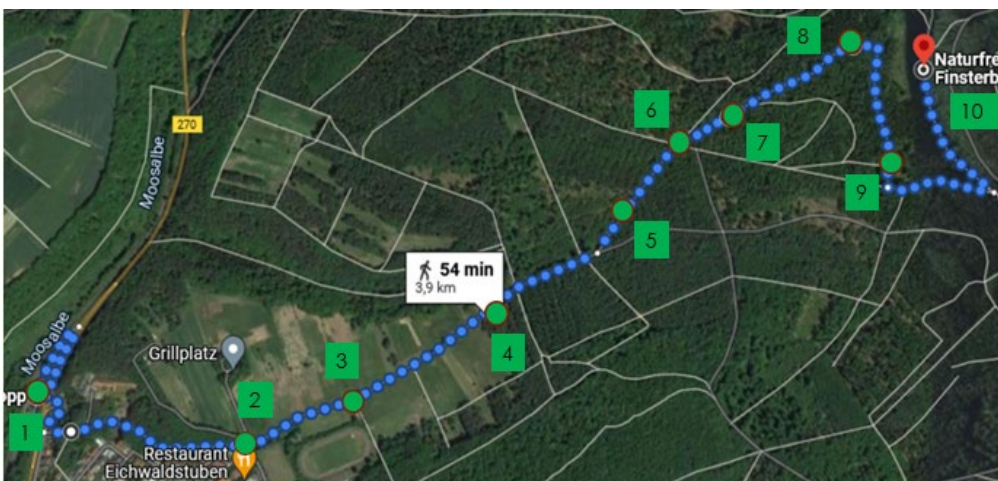 8
Naturfre
Finsterb
10
6
7
270
Moosalbe
9
5
54 min
3,9 km
Moosalbe
Grillplatz
3
4
opp
2
1
Restaurant
Eichwaldstuben